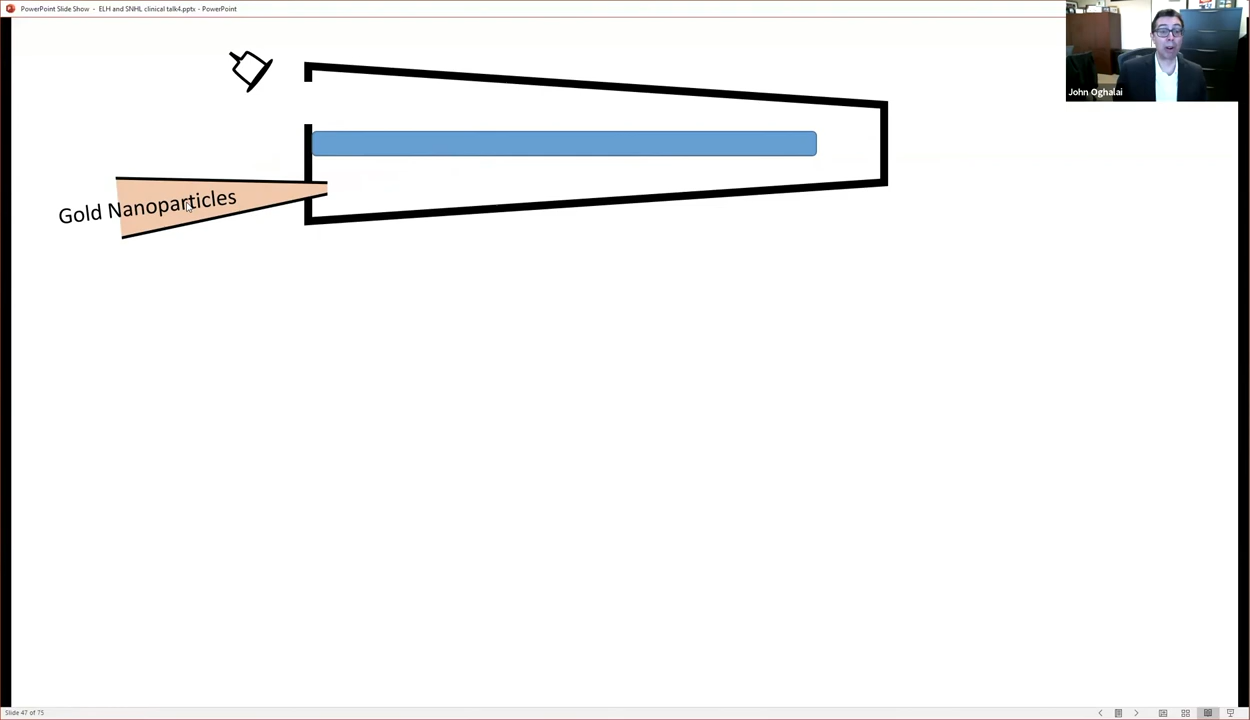 PowerPoint Slide Show - ELH and SNHL clinical talk4.pptx - PowerPoint
John Oghalai
Gold Nanoparticles
Slide 47 of 75